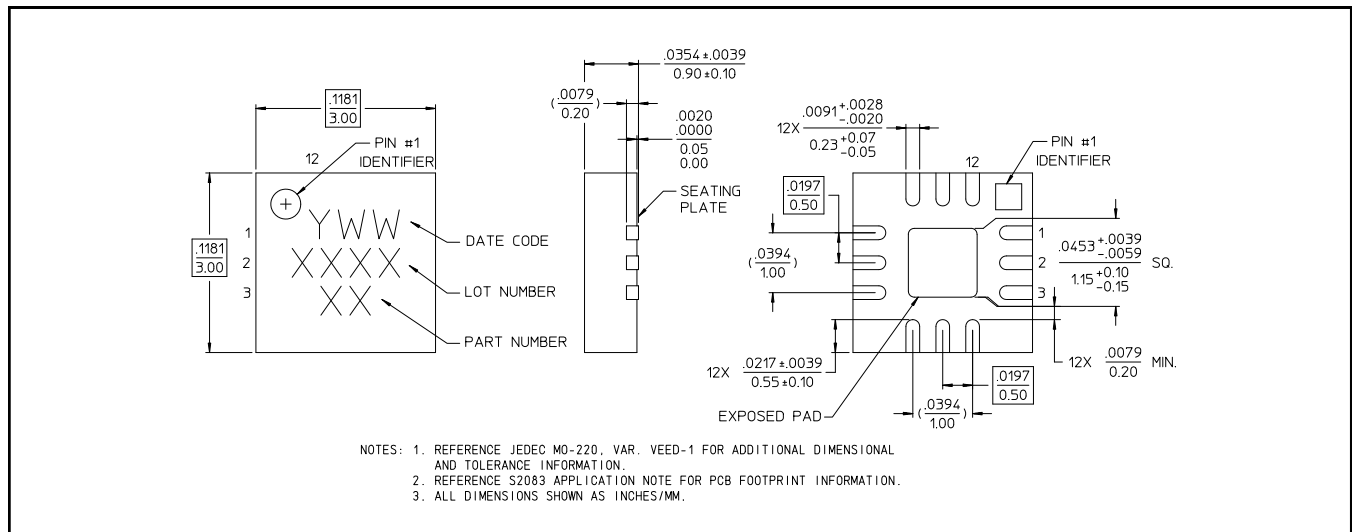 .1181
3.00
PIN #1
IDENTIFIER
12
.1181
3.00
1
2
3
YWW
XXXX
XX
DATE CODE
LOT NUMBER
PART NUMBER
.0354 ±.0039
0.90 ±0.10
(.0079
0.20)
.0020
.0000
0.05
0.00
SEATING
PLATE
12X .0091 +.0028
-.0020
0.23 +0.07
-0.05
12
PIN #1
IDENTIFIER
.0197
0.50
(.0394
1.00)
1
2
3
.0453 +.0039
-.0059
1.15 +0.10
-0.15
SQ.
12X .0217 ±.0039
0.55 ±0.10
12X .0079
0.20 MIN.
.0197
0.50
(.0394
1.00)
EXPOSED PAD
NOTES: 1. REFERENCE JEDEC MO-220, VAR. VEED-1 FOR ADDITIONAL DIMENSIONAL
AND TOLERANCE INFORMATION.
2. REFERENCE S2083 APPLICATION NOTE FOR PCB FOOTPRINT INFORMATION.
3. ALL DIMENSIONS SHOWN AS INCHES/MM.